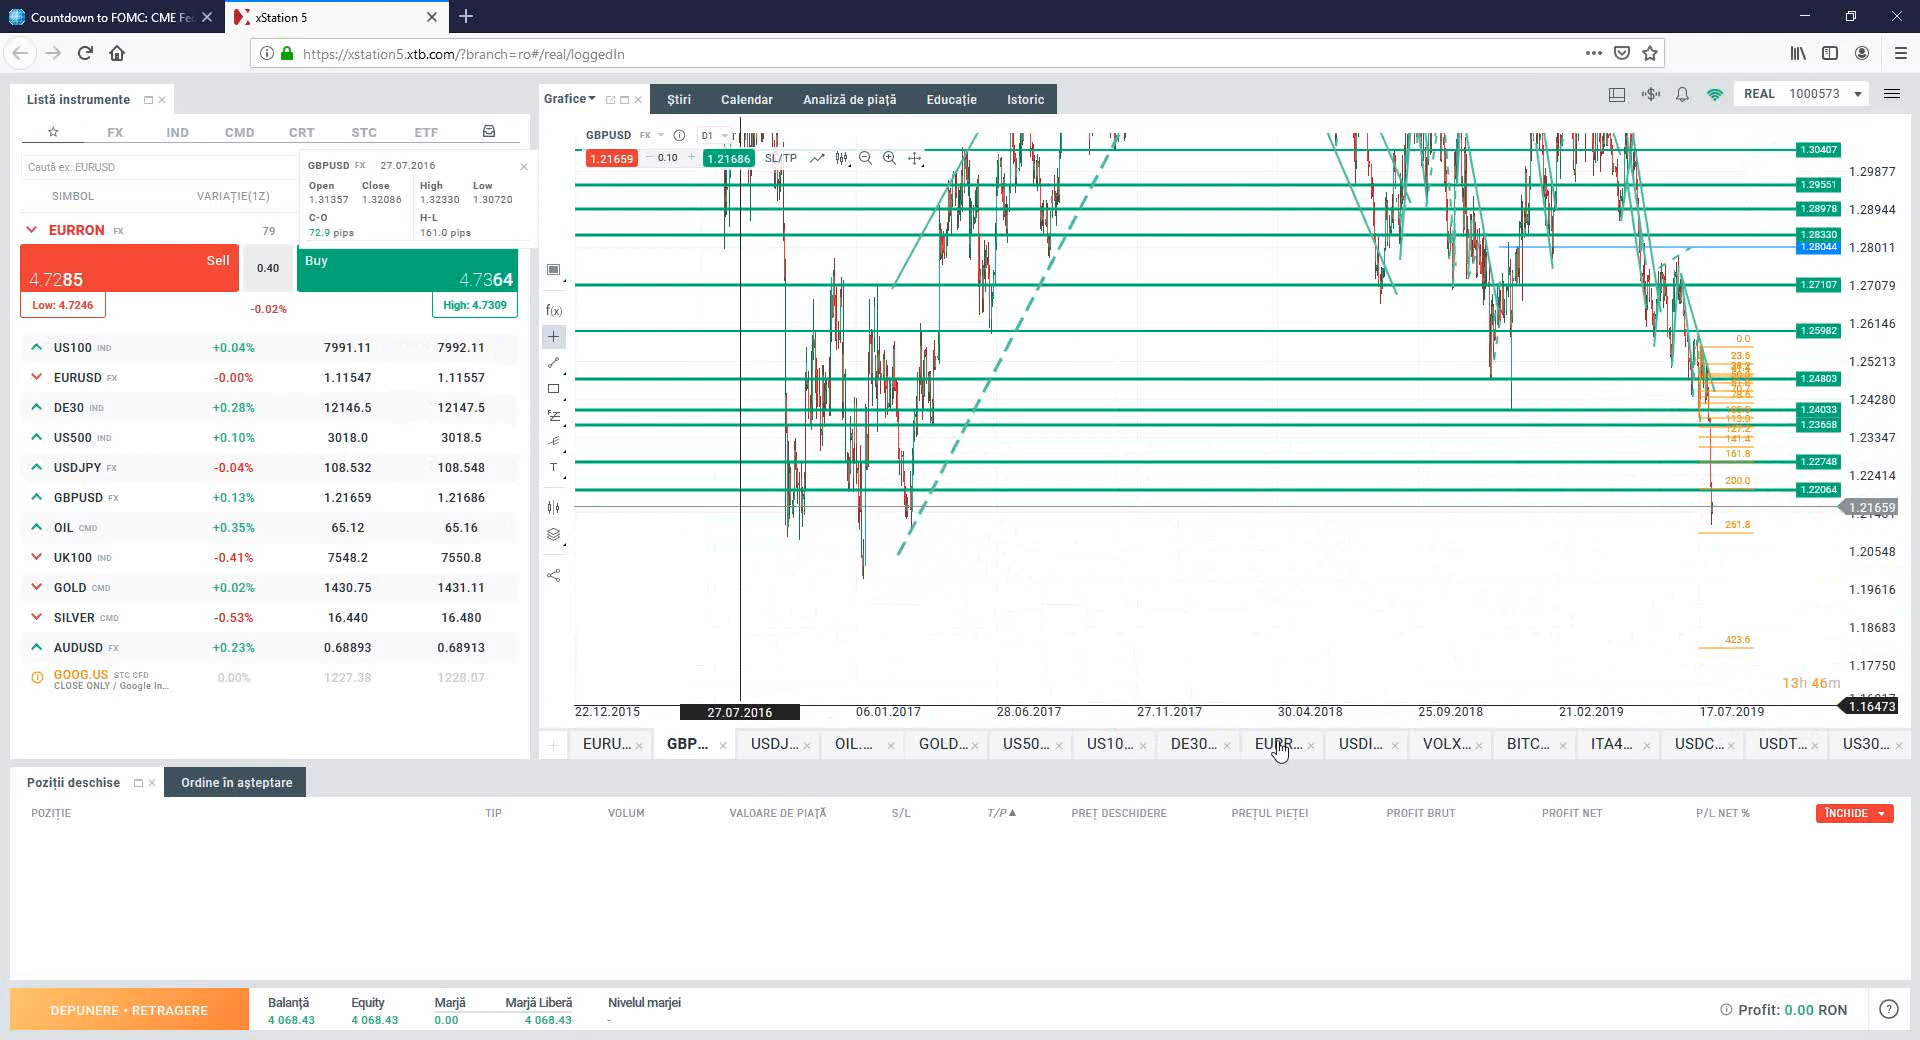 Countdown to FOMC: CME Fe
xStation 5
https://xstation5.xtb.com/?branch=ro#/real/loggedIn
Listă instrumente
FX IND CMD CRT STC ETF
Caută ex. EURUSD
SIMBOL VARIAȚIE(1Z)
GBPUSD FX 27.07.2016
Open Close High Low
1.31357 1.32086 1.32330 1.30720
C-O H-L
72.9 pips 161.0 pips
EURRON FX 79
Sell 4.7285
0.40
Buy 4.7364
Low: 4.7246 -0.02% High: 4.7309
US100 IND +0.04% 7991.11 7992.11
EURUSD FX -0.00% 1.11547 1.11557
DE30 IND +0.28% 12146.5 12147.5
US500 IND +0.10% 3018.0 3018.5
USDJPY FX -0.04% 108.532 108.548
GBPUSD FX +0.13% 1.21659 1.21686
OIL CMD +0.35% 65.12 65.16
UK100 IND -0.41% 7548.2 7550.8
GOLD CMD +0.02% 1430.75 1431.11
SILVER CMD -0.53% 16.440 16.480
AUDUSD FX +0.23% 0.68893 0.68913
GOOG.US STC CFD 0.00% 1227.38 1228.07
CLOSE ONLY / Google In...
Grafice Știri Calendar Analiză de piață Educație Istoric
REAL 1000573
GBPUSD FX D1
1.21659 0.10 1.21686 SL/TP
f(x)
T
1.30407
1.29551
1.28978
1.28330
1.28044
1.27107
1.25982
1.24803
1.24033
1.23658
1.22748
1.22064
1.29877
1.28944
1.28011
1.27079
1.26146
1.25213
1.24280
1.23347
1.22414
1.21659
1.20548
1.19616
1.18683
1.17750
1.16473
0.0
23.6
78.6
127.2
141.4
161.8
200.0
261.8
423.6
13h 46m
22.12.2015 27.07.2016 06.01.2017 28.06.2017 27.11.2017 30.04.2018 25.09.2018 21.02.2019 17.07.2019
EURU... GBP... USDJ... OIL.... GOLD... US50... US10... DE30... EURR... USDI... VOLX... BITC... ITA4... USDC... USDT... US30...
Poziții deschise Ordine în așteptare
POZIȚIE TIP VOLUM VALOARE DE PIAȚĂ S/L T/P PREȚ DESCHIDERE PREȚUL PIEȚEI PROFIT BRUT PROFIT NET P/L NET % ÎNCHIDE
DEPUNERE • RETRAGERE
Balanță Equity Marjă Marjă Liberă Nivelul marjei
4 068.43 4 068.43 0.00 4 068.43 -
Profit: 0.00 RON